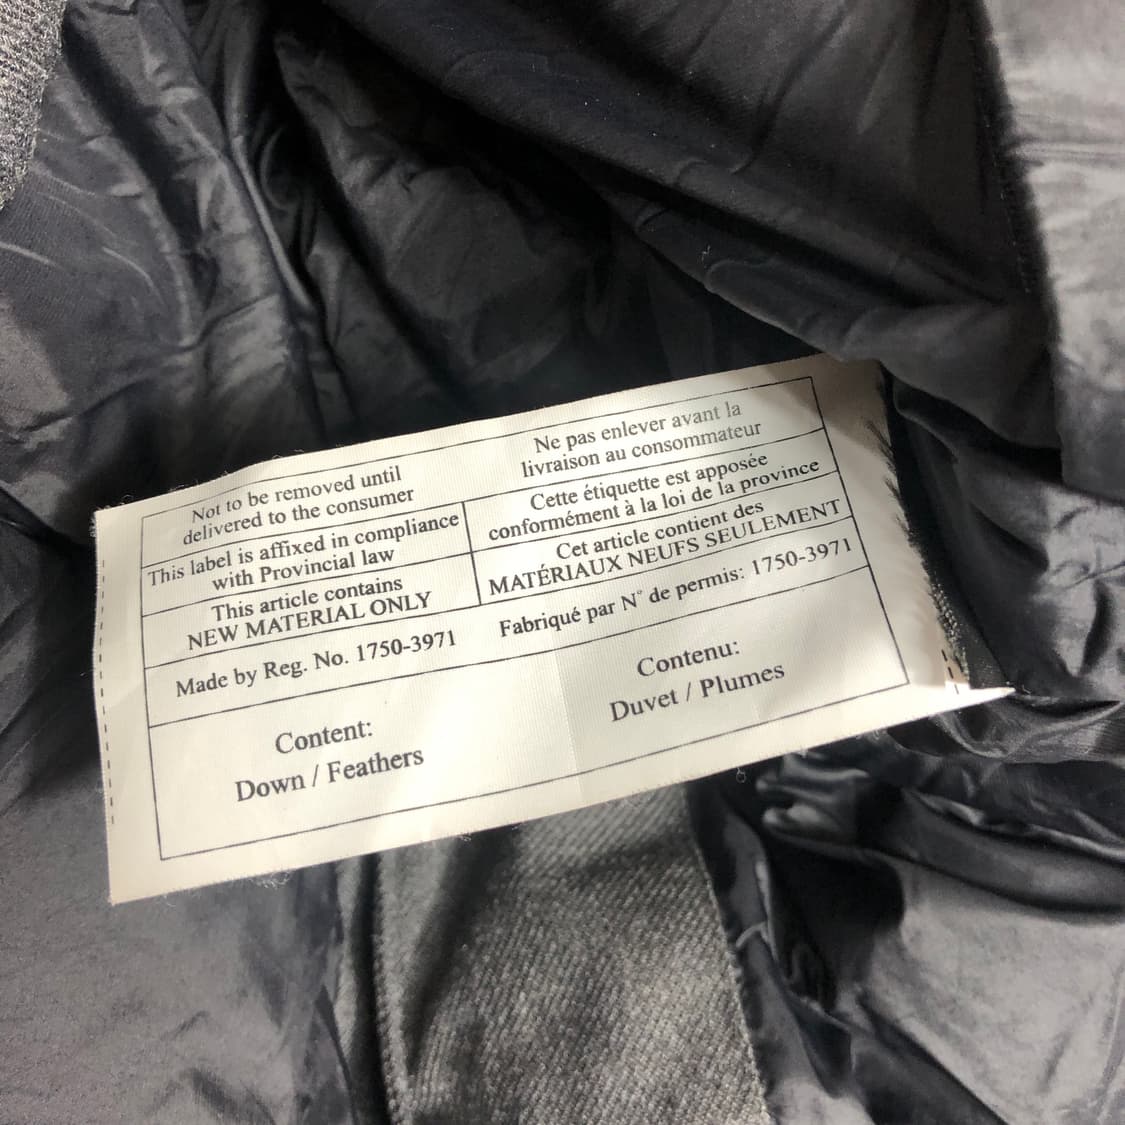 Not to be removed until
delivered to the consumer
Ne pas enlever avant la
livraison au consommateur
This label is affixed in compliance
with Provincial law
Cette étiquette est apposée
conformément à la loi de la province
This article contains
NEW MATERIAL ONLY
Cet article contient des
MATÉRIAUX NEUFS SEULEMENT
Made by Reg. No. 1750-3971
Fabriqué par N° de permis: 1750-3971
Content:
Down / Feathers
Contenu:
Duvet / Plumes